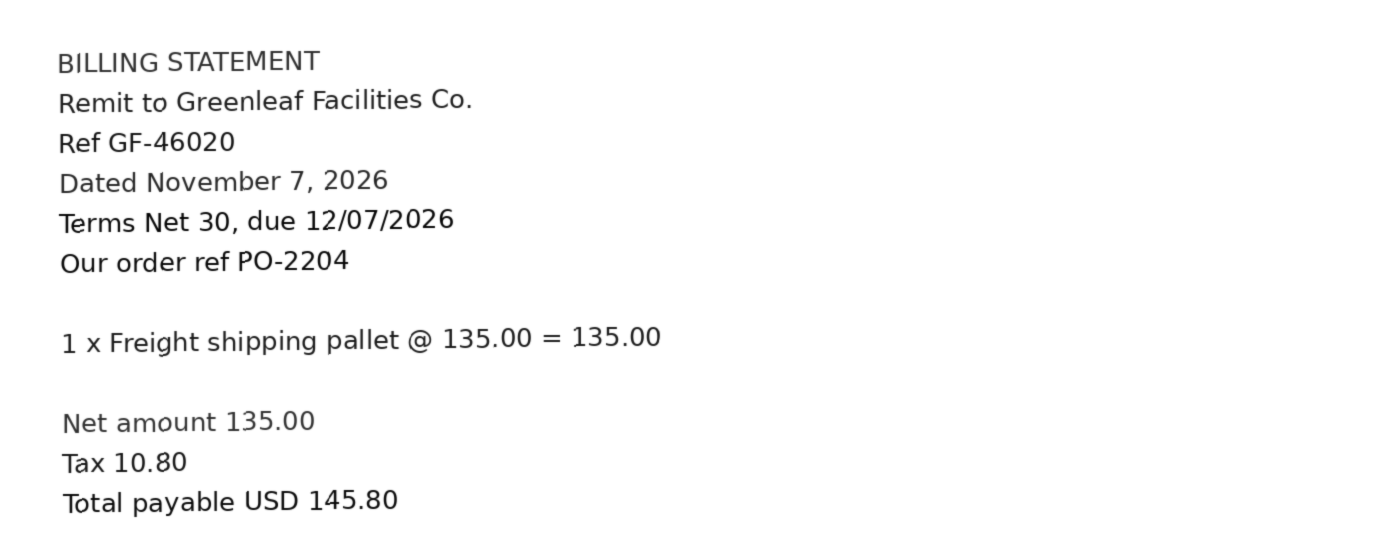 BILLING STATEMENT
Remit to Greenleaf Facilities Co.
Ref GF-46020
Dated November 7, 2026
Terms Net 30, due 12/07/2026
Our order ref PO-2204
1 x Freight shipping pallet @ 135.00 = 135.00
Net amount 135.00
Tax 10.80
Total payable USD 145.80